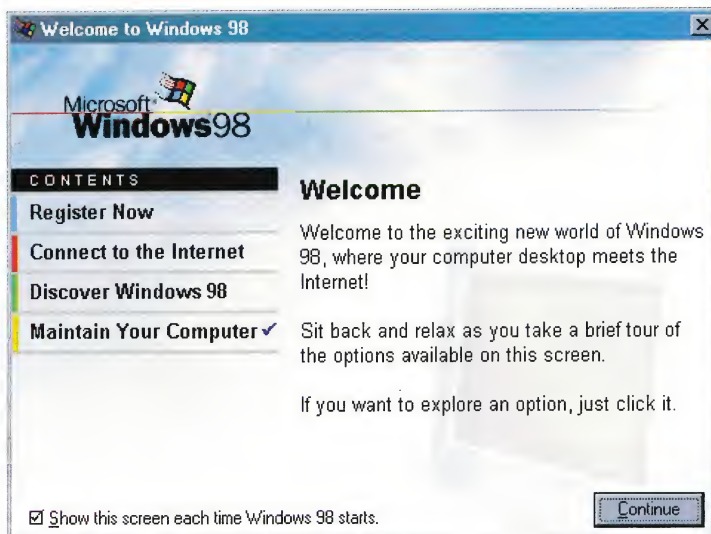 Welcome to Windows 98
Microsoft
Windows98
CONTENTS
Register Now
Connect to the Internet
Discover Windows 98
Maintain Your Computer ✓
Welcome
Welcome to the exciting new world of Windows
98, where your computer desktop meets the
Internet!
Sit back and relax as you take a brief tour of
the options available on this screen.
If you want to explore an option, just click it.
Show this screen each time Windows 98 starts.
Continue